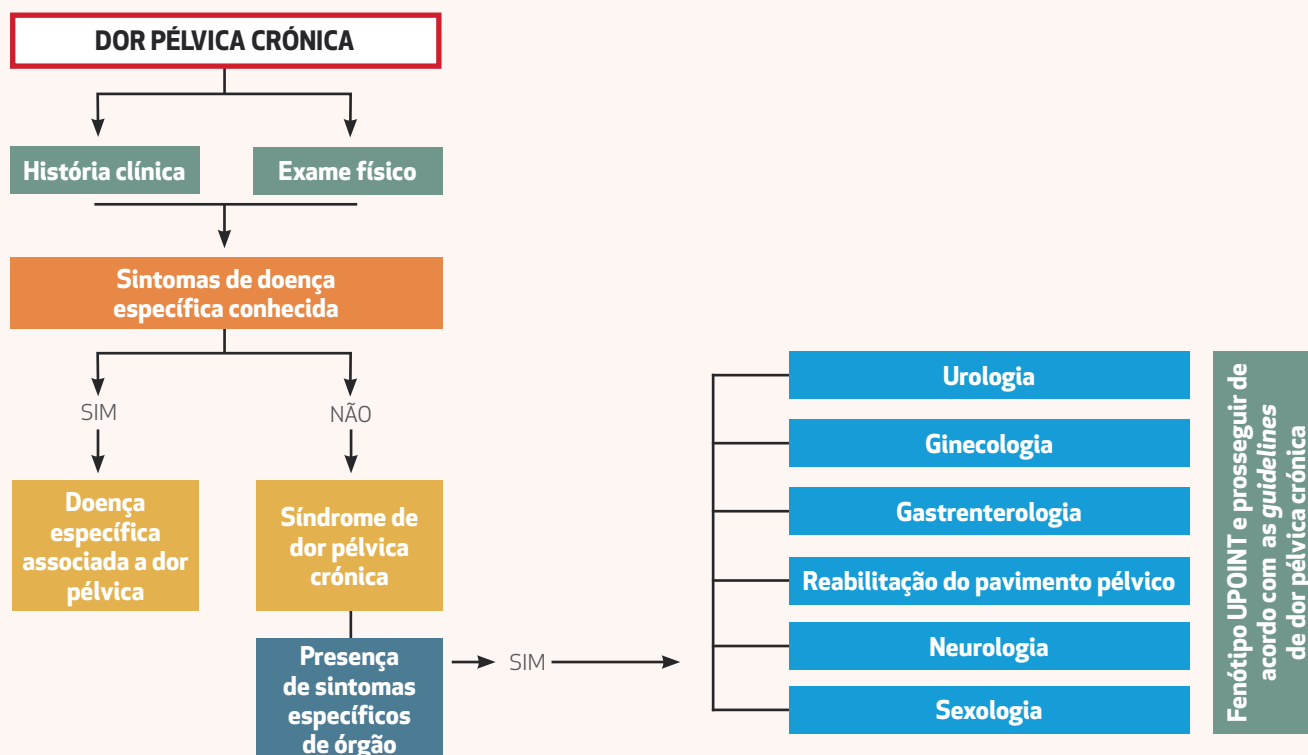 DOR PÉLVICA CRÓNICA
História clínica
Exame físico
Sintomas de doença
específica conhecida
SIM
NÃO
Doença
específica
associada a dor
pélvica
Síndrome de
dor pélvica
crónica
Presença
de sintomas
específicos
de órgão
SIM
Urologia
Ginecologia
Gastrenterologia
Reabilitação do pavimento pélvico
Neurologia
Sexologia
Fenótipo UPOINT e prosseguir de
acordo com as guidelines
de dor pélvica crónica